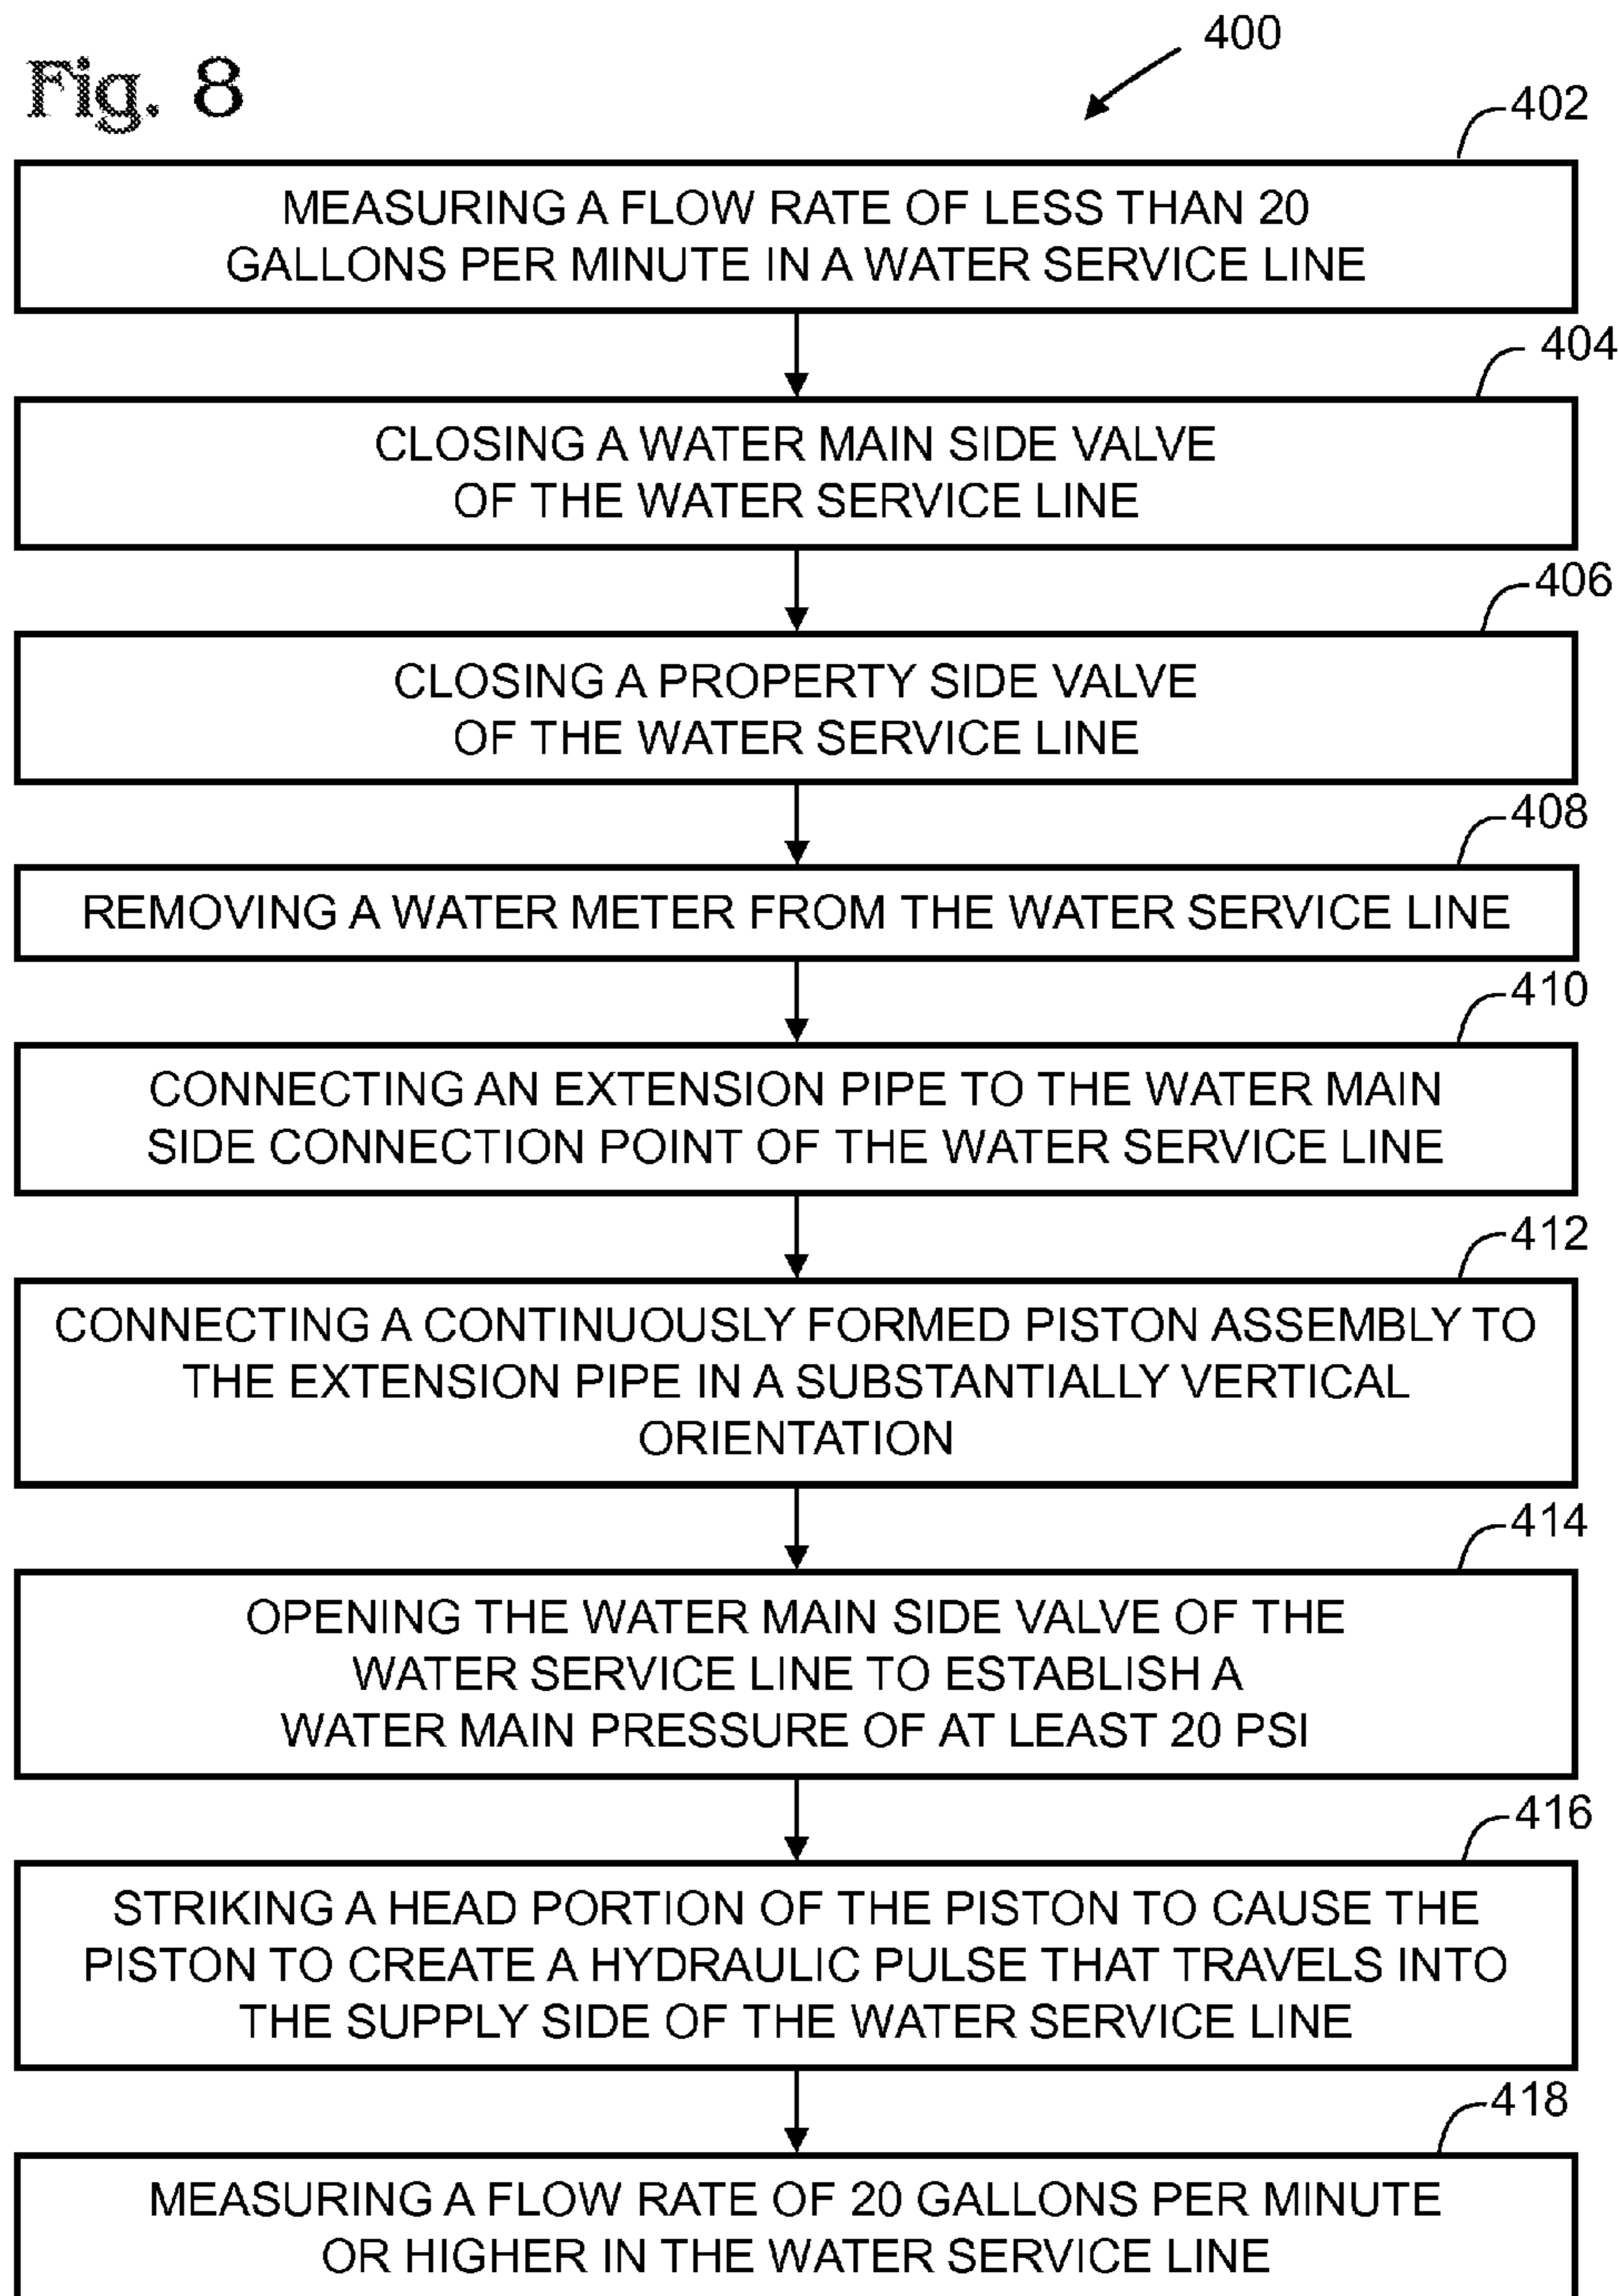 Fig. 8
400
402
MEASURING A FLOW RATE OF LESS THAN 20
GALLONS PER MINUTE IN A WATER SERVICE LINE
404
CLOSING A WATER MAIN SIDE VALVE
OF THE WATER SERVICE LINE
406
CLOSING A PROPERTY SIDE VALVE
OF THE WATER SERVICE LINE
408
REMOVING A WATER METER FROM THE WATER SERVICE LINE
410
CONNECTING AN EXTENSION PIPE TO THE WATER MAIN
SIDE CONNECTION POINT OF THE WATER SERVICE LINE
412
CONNECTING A CONTINUOUSLY FORMED PISTON ASSEMBLY TO
THE EXTENSION PIPE IN A SUBSTANTIALLY VERTICAL
ORIENTATION
414
OPENING THE WATER MAIN SIDE VALVE OF THE
WATER SERVICE LINE TO ESTABLISH A
WATER MAIN PRESSURE OF AT LEAST 20 PSI
416
STRIKING A HEAD PORTION OF THE PISTON TO CAUSE THE
PISTON TO CREATE A HYDRAULIC PULSE THAT TRAVELS INTO
THE SUPPLY SIDE OF THE WATER SERVICE LINE
418
MEASURING A FLOW RATE OF 20 GALLONS PER MINUTE
OR HIGHER IN THE WATER SERVICE LINE